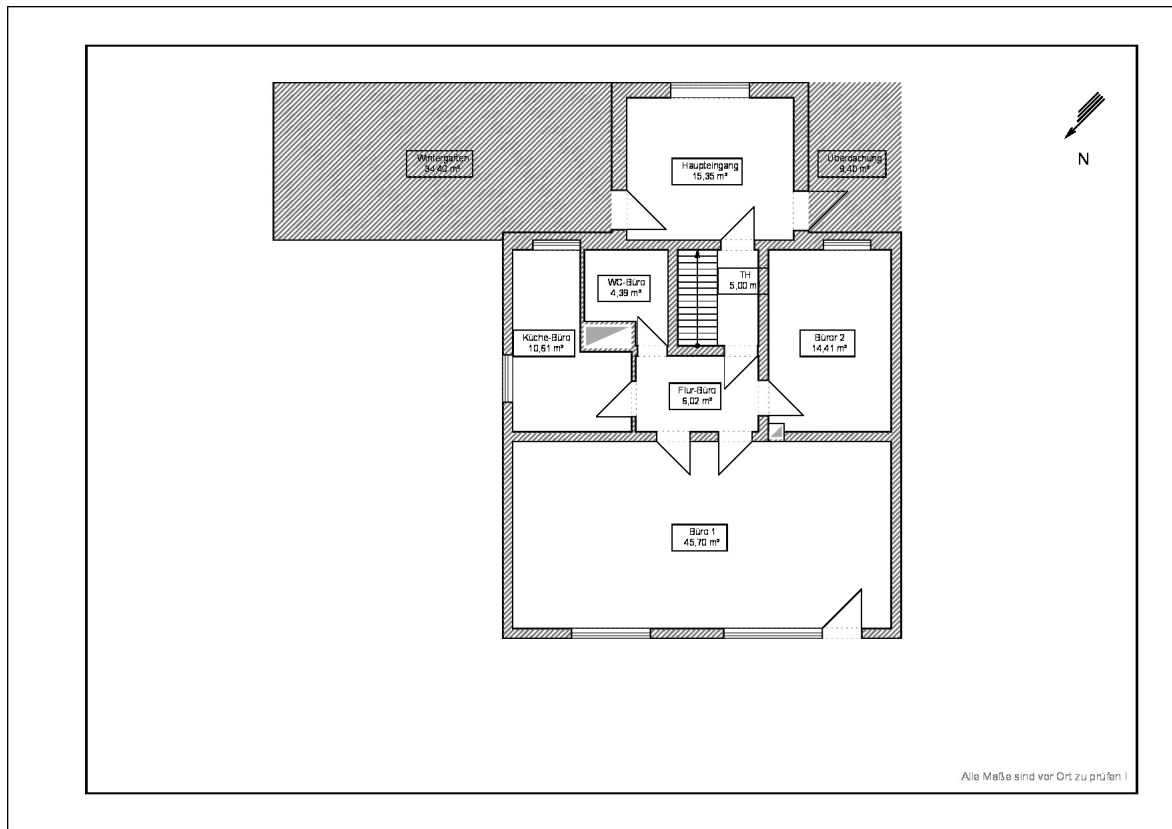 Wintergarten
34,40 m²
Haupteingang
15,35 m²
Überdachung
9,40 m²
N
WC-Büro
4,39 m²
TH
5,00 m
Küche-Büro
10,61 m²
Büror 2
14,41 m²
Flur-Büro
6,02 m²
Büro 1
45,70 m²
Alle Maße sind vor Ort zu prüfen !